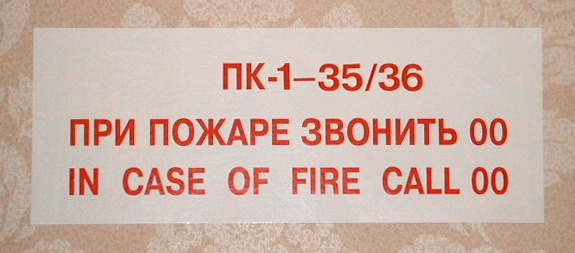 ПК-1–35/36
ПРИ ПОЖАРЕ ЗВОНИТЬ 00
IN CASE OF FIRE CALL 00